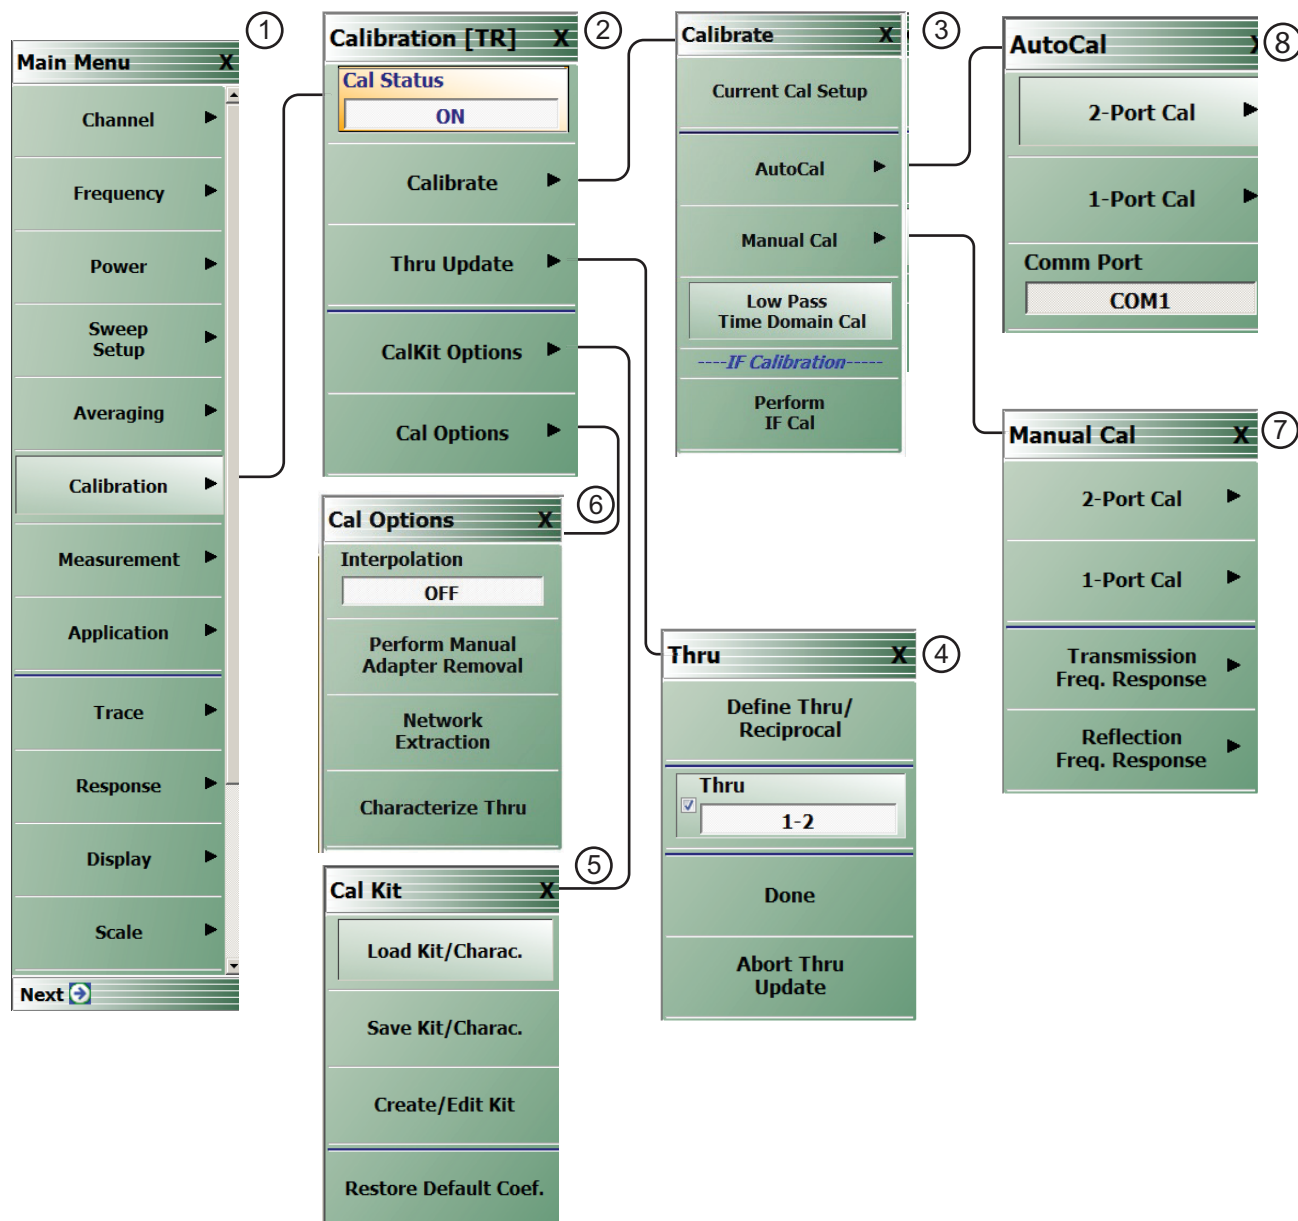 1
Main Menu X
Channel
Frequency
Power
Sweep
Setup
Averaging
Calibration
Measurement
Application
Trace
Response
Display
Scale
Next
2
Calibration [TR] X
Cal Status
ON
Calibrate
Thru Update
CalKit Options
Cal Options
3
Calibrate X
Current Cal Setup
AutoCal
Manual Cal
Low Pass
Time Domain Cal
----IF Calibration-----
Perform
IF Cal
8
AutoCal X
2-Port Cal
1-Port Cal
Comm Port
COM1
7
Manual Cal X
2-Port Cal
1-Port Cal
Transmission
Freq. Response
Reflection
Freq. Response
6
Cal Options X
Interpolation
OFF
Perform Manual
Adapter Removal
Network
Extraction
Characterize Thru
4
Thru X
Define Thru/
Reciprocal
Thru
1-2
Done
Abort Thru
Update
5
Cal Kit X
Load Kit/Charac.
Save Kit/Charac.
Create/Edit Kit
Restore Default Coef.